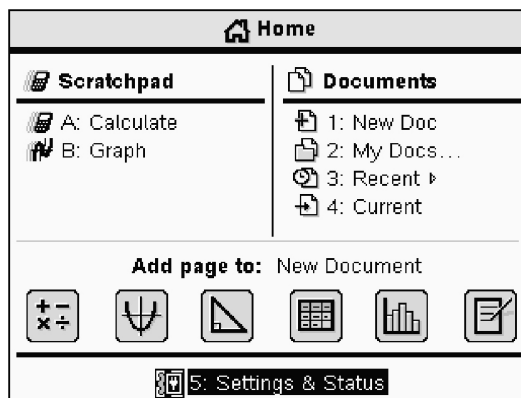 Home
Scratchpad
A: Calculate
B: Graph
Documents
1: New Doc
2: My Docs...
3: Recent ▹
4: Current
Add page to: New Document
5: Settings & Status